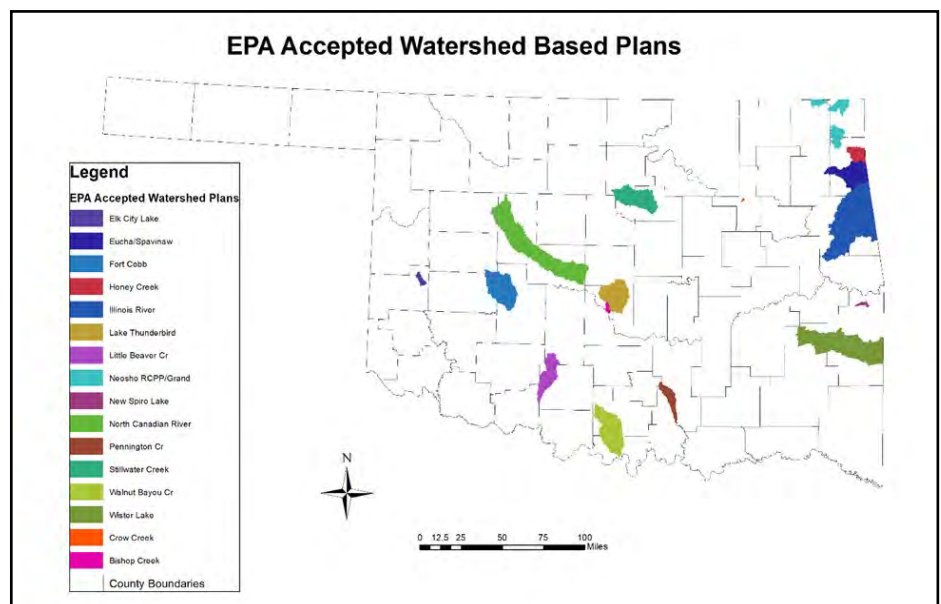 EPA Accepted Watershed Based Plans
Legend
EPA Accepted Watershed Plans
Elk City Lake
Eucha/Spavinaw
Fort Cobb
Honey Creek
Illinois River
Lake Thunderbird
Little Beaver Cr
Neosho RCPP/Grand
New Spiro Lake
North Canadian River
Pennington Cr
Stillwater Creek
Walnut Bayou Cr
Wister Lake
Crow Creek
Bishop Creek
County Boundaries
N
0 12.5 25 50 75 100
Miles